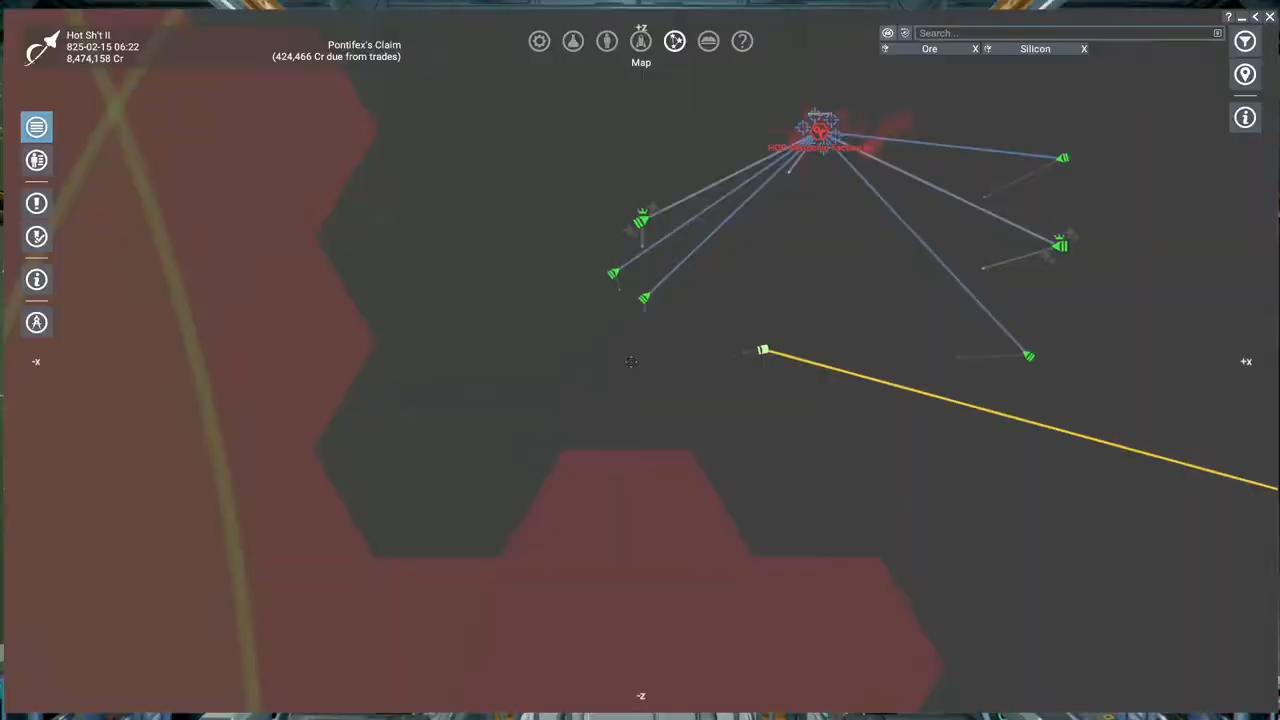 Hot Sh't II
825-02-15 06:22
8,474,158 Cr
Pontifex's Claim
(424,466 Cr due from trades)
+z
Map
Search...
Ore X
Silicon X
HOP
-x
+x
-z